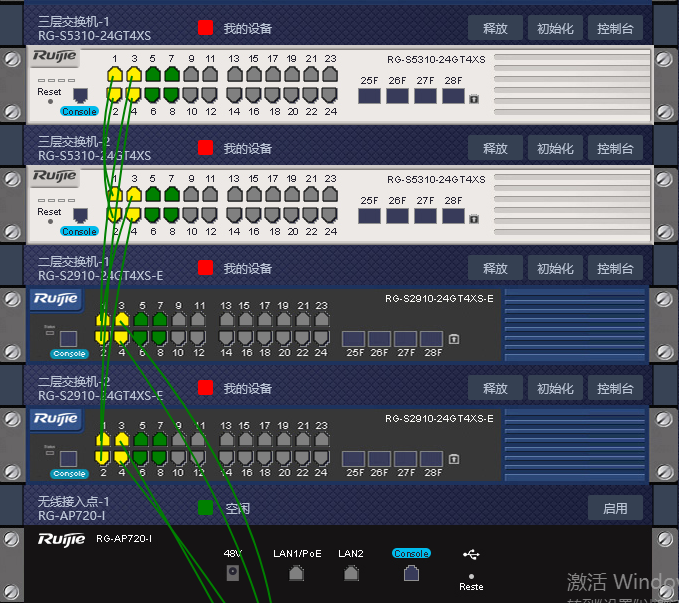 三层交换机-1
RG-S5310-24GT4XS
我的设备
释放 初始化 控制台
Ruijie
1 3 5 7 9 11 13 15 17 19 21 23
RG-S5310-24GT4XS
25F 26F 27F 28F
Reset
Console
2 4 6 8 10 12 14 16 18 20 22 24
三层交换机-2
RG-S5310-24GT4XS
我的设备
释放 初始化 控制台
Ruijie
1 3 5 7 9 11 13 15 17 19 21 23
RG-S5310-24GT4XS
25F 26F 27F 28F
Reset
Console
2 4 6 8 10 12 14 16 18 20 22 24
二层交换机-1
RG-S2910-24GT4XS-E
我的设备
释放 初始化 控制台
Ruijie
1 3 5 7 9 11 13 15 17 19 21 23
RG-S2910-24GT4XS-E
Console
2 4 6 8 10 12 14 16 18 20 22 24
25F 26F 27F 28F
二层交换机-2
RG-S2910-24GT4XS-E
我的设备
释放 初始化 控制台
Ruijie
1 3 5 7 9 11 13 15 17 19 21 23
RG-S2910-24GT4XS-E
Console
2 4 6 8 10 12 14 16 18 20 22 24
25F 26F 27F 28F
无线接入点-1
RG-AP720-I
空闲
启用
Ruijie
RG-AP720-I
48V LAN1/PoE LAN2 Console
Reste
激活 Windo